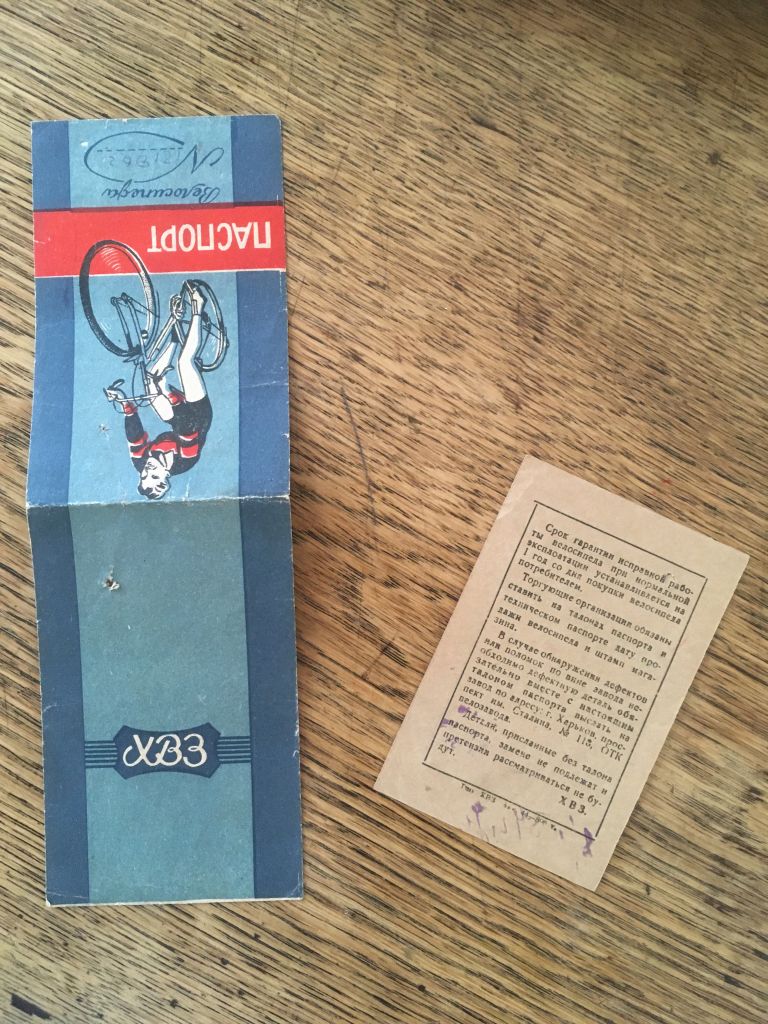 ПАСПОРТ
Велосипеда
N
ХВЗ
Срок гарантии исправной рабо-
ты велосипеда при нормальной
эксплоатации устанавливается на
1 год со дня покупки велосипеда
потребителем.
Торгующие организации обязаны
ставить на талонах паспорта и
техническом паспорте дату про-
дажи велосипеда и штамп мага-
зина.
В случае обнаружения дефектов
или поломок по вине завода не-
обходимо дефектную деталь обя-
зательно вместе с настоящим
талоном паспорта выслать на
завод по адресу: г. Харьков, прос-
пект им. Сталина, № 118, ОТК
велозавода.
Детали, присланные без талона
паспорта, замене не подлежат и
претензии рассматриваться не бу-
дут.
ХВЗ.
Тип. ХВЗ